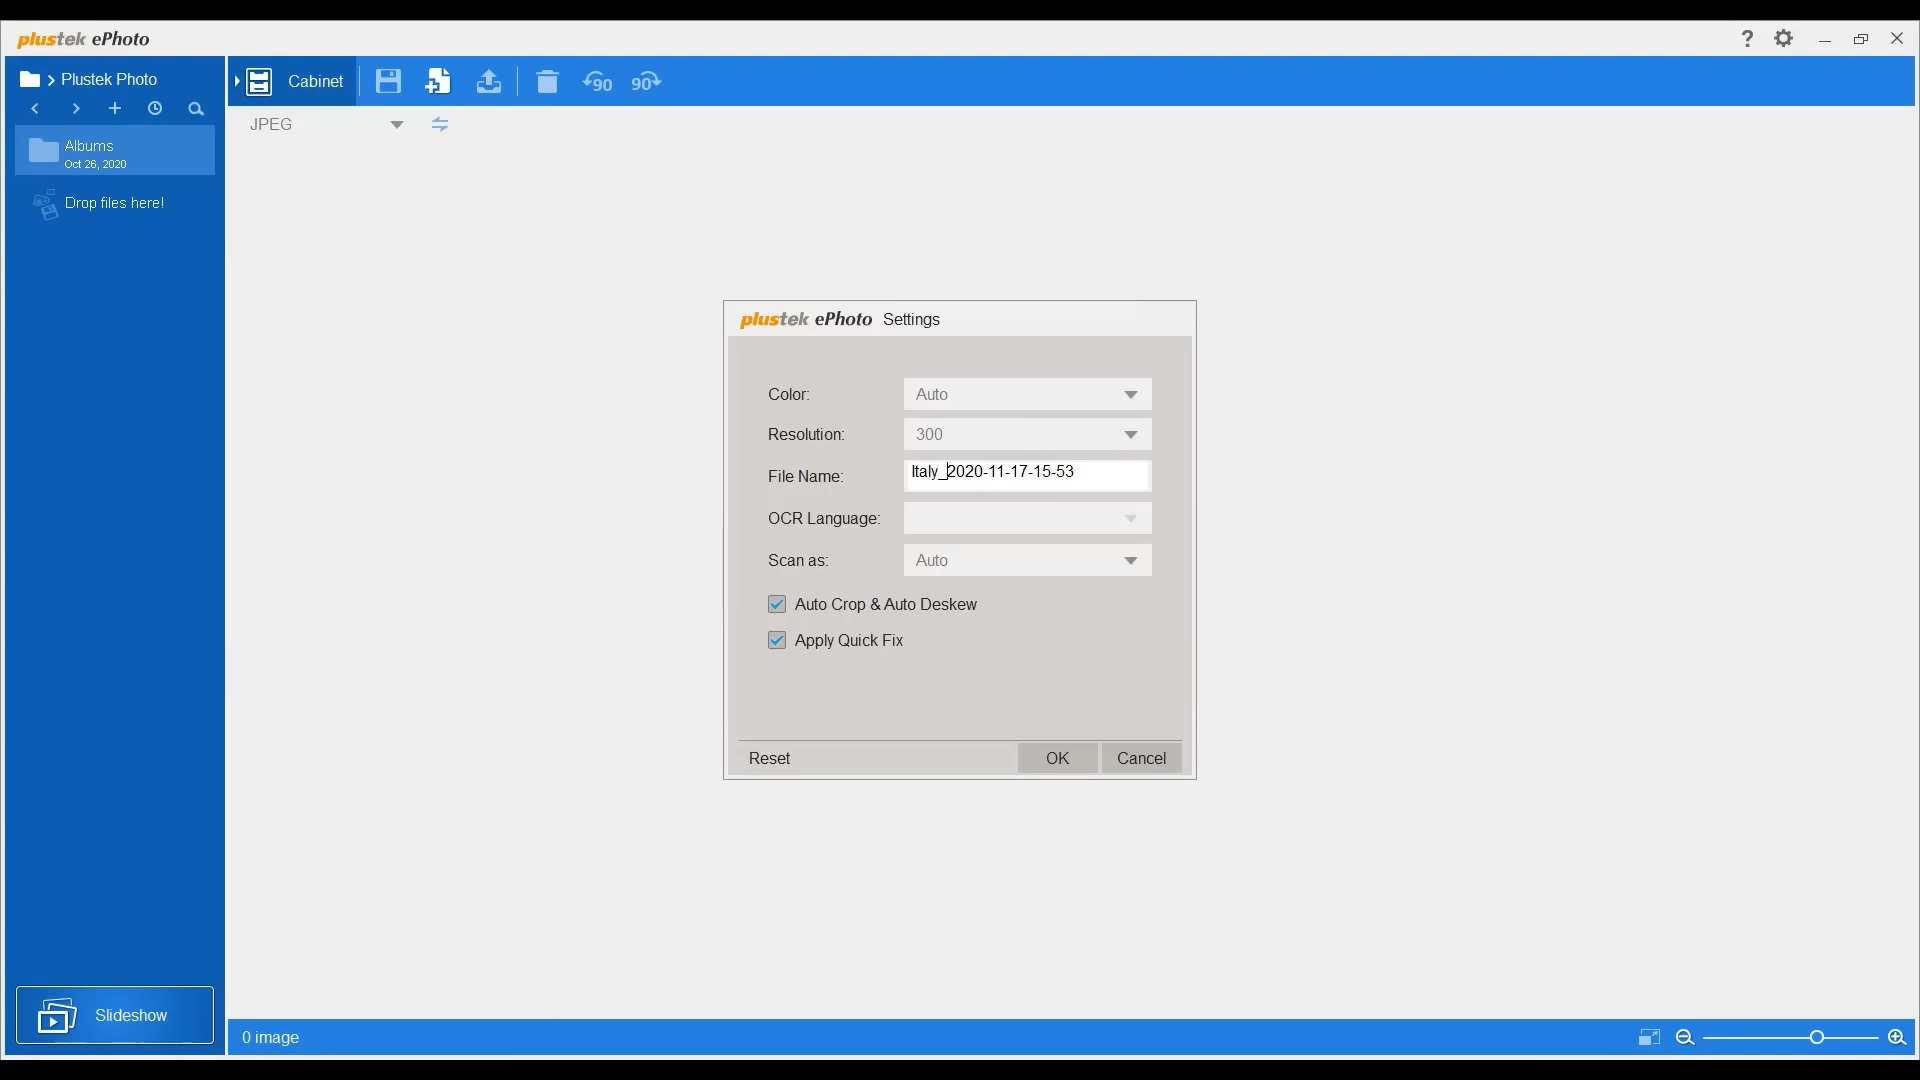 plustek ePhoto
?
Plustek Photo
Cabinet
90
90
JPEG
Albums
Oct 26, 2020
Drop files here!
plustek ePhoto Settings
Color: Auto
Resolution: 300
File Name: Italy_2020-11-17-15-53
OCR Language:
Scan as: Auto
Auto Crop & Auto Deskew
Apply Quick Fix
Reset OK Cancel
Slideshow
0 image